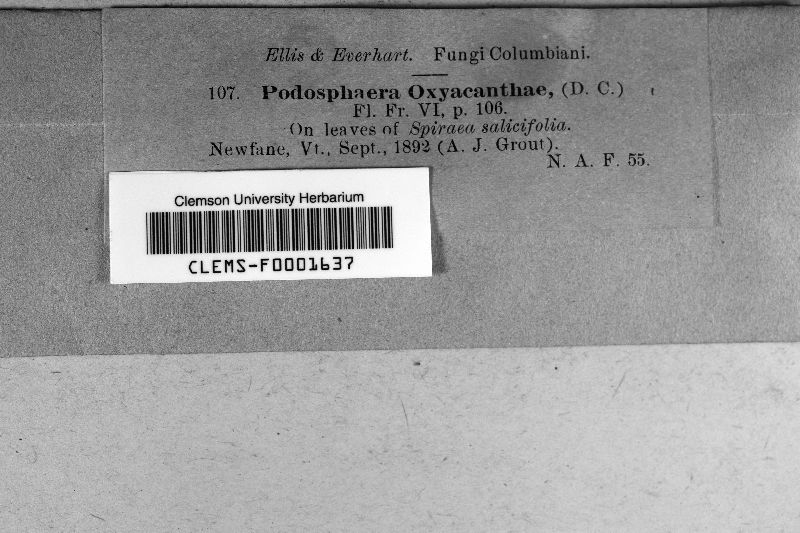 Ellis & Everhart. Fungi Columbiani.
107. Podosphaera Oxyacanthae, (D. C.)
Fl. Fr. VI, p. 106.
On leaves of Spiraea salicifolia.
Newfane, Vt., Sept., 1892 (A. J. Grout).
N. A. F. 55.
Clemson University Herbarium
CLEMS-F0001637